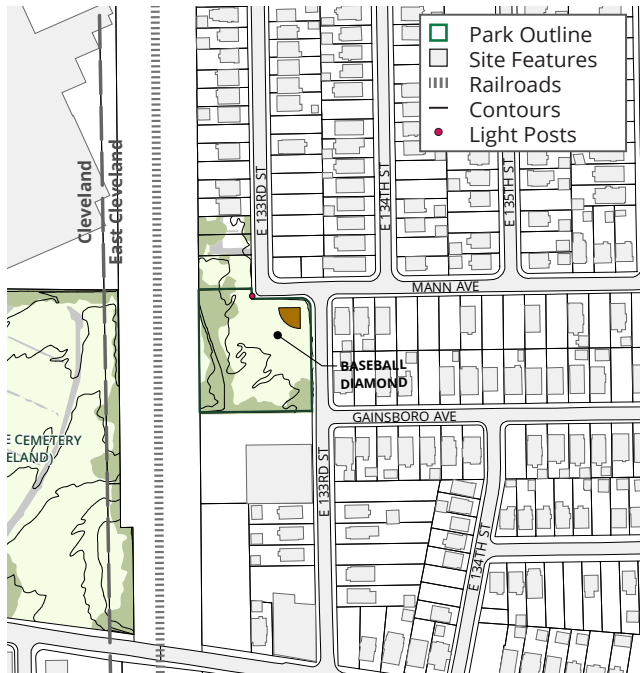 Park Outline
Site Features
Railroads
Contours
Light Posts
Cleveland
East Cleveland
E 133RD ST
E 134TH ST
E 135TH ST
MANN AVE
BASEBALL
DIAMOND
GAINSBORO AVE
E CEMETERY
ELAND)
E 133RD ST
E 134TH ST